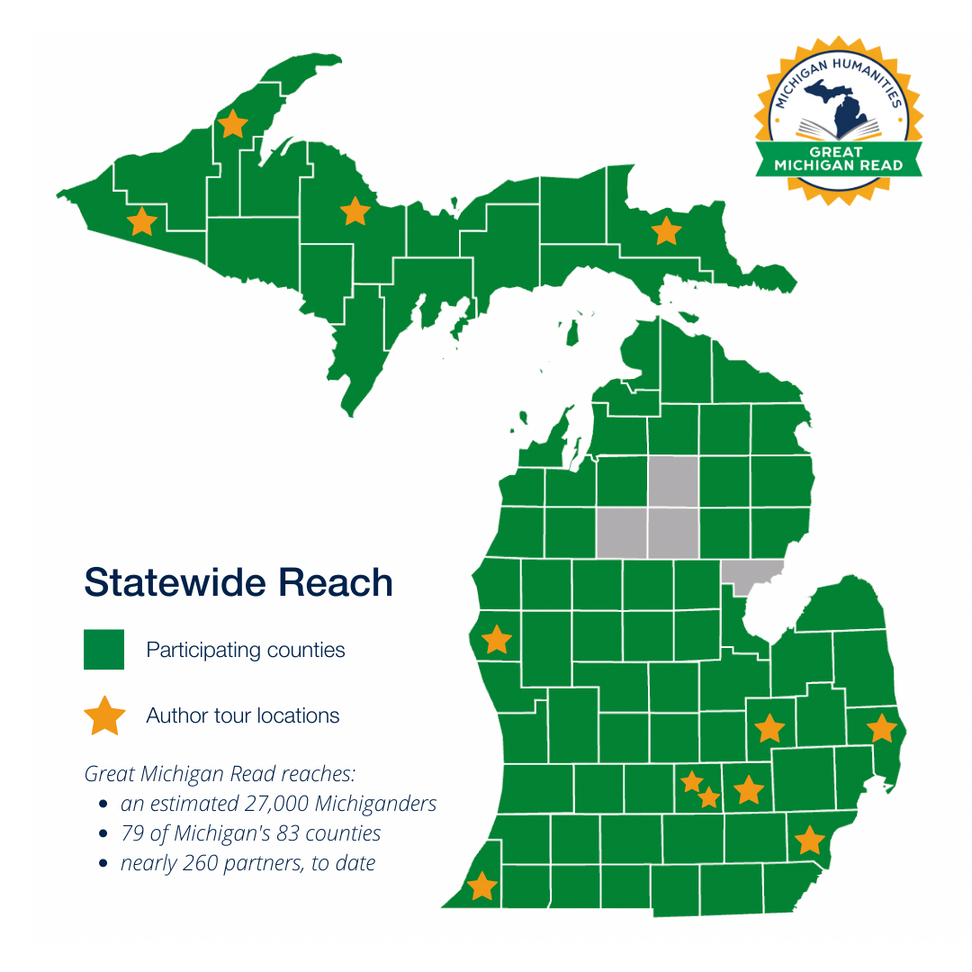 MICHIGAN HUMANITIES
GREAT
MICHIGAN READ
Statewide Reach
Participating counties
Author tour locations
Great Michigan Read reaches:
• an estimated 27,000 Michiganders
• 79 of Michigan's 83 counties
• nearly 260 partners, to date